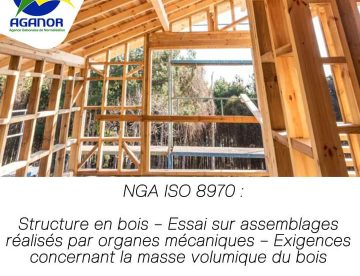 AGANOR
Agence Gabonaise de Normalisation
NGA ISO 8970 :
Structure en bois – Essai sur assemblages
réalisés par organes mécaniques – Exigences
concernant la masse volumique du bois